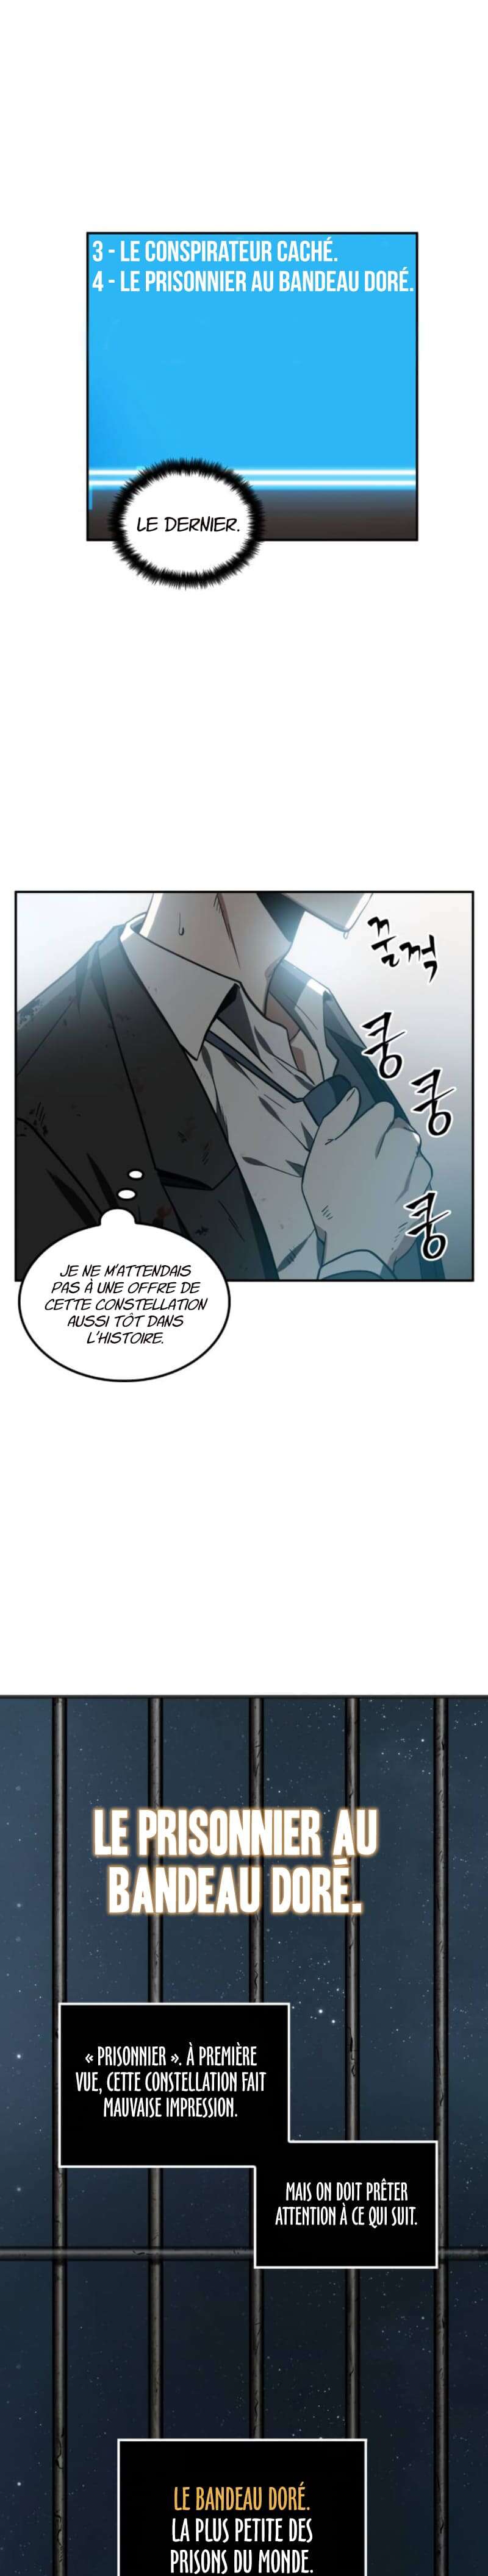 3 - LE CONSPIRATEUR CACHÉ.
4 - LE PRISONNIER AU BANDEAU DORÉ.
LE DERNIER.
꿀꺽
쿵
쿵
쿵
JE NE M'ATTENDAIS
PAS À UNE OFFRE DE
CETTE CONSTELLATION
AUSSI TÔT DANS
L'HISTOIRE.
LE PRISONNIER AU
BANDEAU DORÉ.
« PRISONNIER ». À PREMIÈRE
VUE, CETTE CONSTELLATION FAIT
MAUVAISE IMPRESSION.
MAIS ON DOIT PRÊTER
ATTENTION À CE QUI SUIT.
LE BANDEAU DORÉ.
LA PLUS PETITE DES
PRISONS DU MONDE.